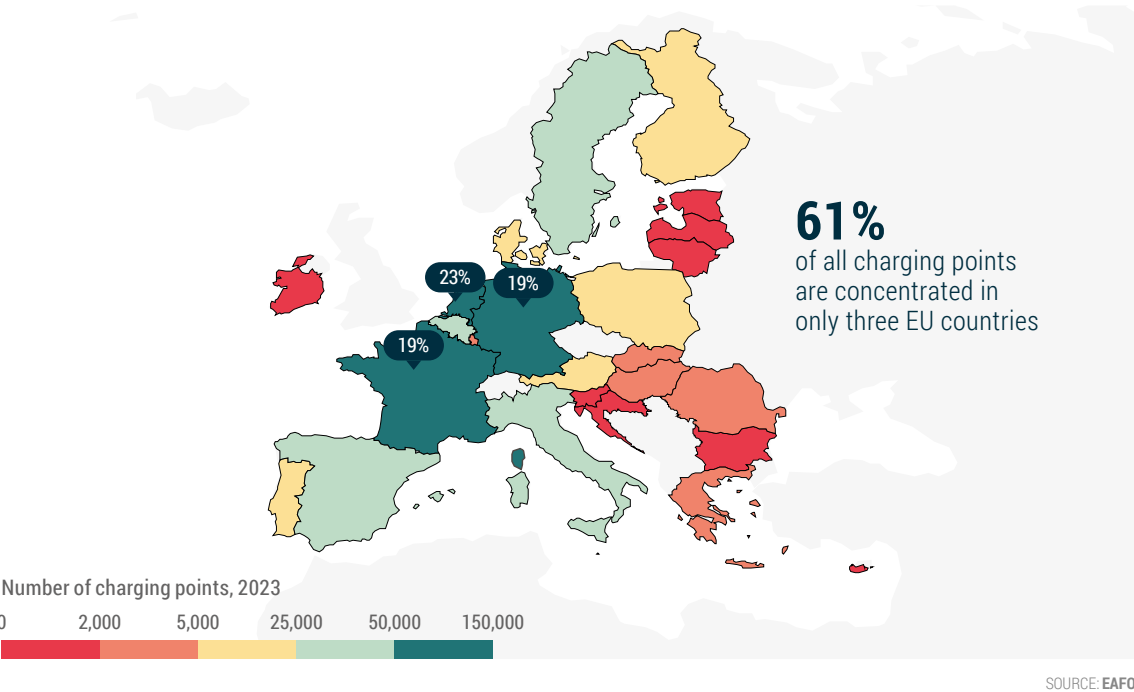 61%
of all charging points
are concentrated in
only three EU countries
23%
19%
19%
Number of charging points, 2023
0 2,000 5,000 25,000 50,000 150,000
SOURCE: EAFO